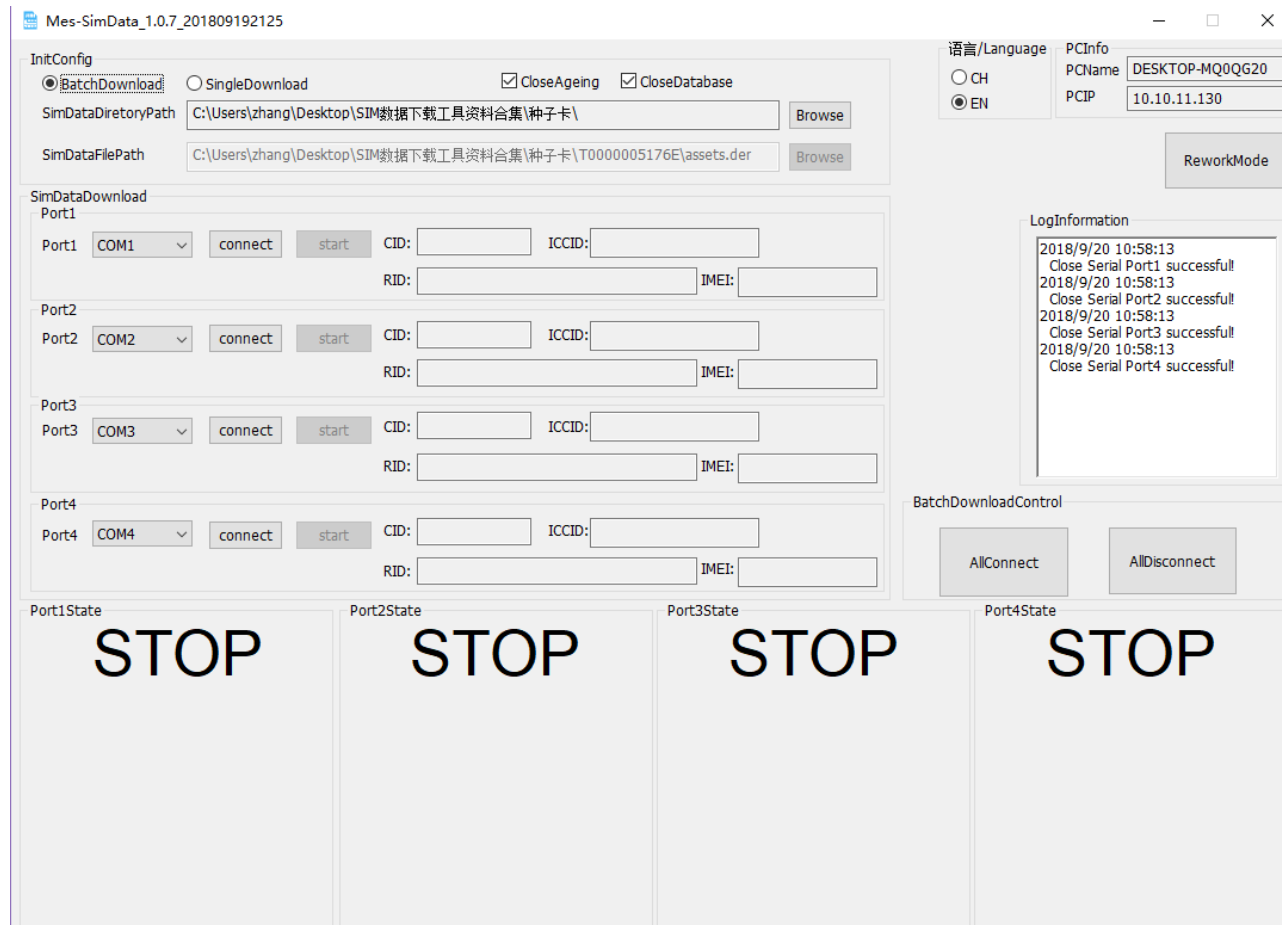 Mes-SimData_1.0.7_201809192125
InitConfig
BatchDownload SingleDownload CloseAgeing CloseDatabase
SimDataDiretoryPath C:\Users\zhang\Desktop\SIM数据下载工具资料合集\种子卡\ Browse
SimDataFilePath C:\Users\zhang\Desktop\SIM数据下载工具资料合集\种子卡\T0000005176E\assets.der Browse
语言/Language
CH
EN
PCInfo
PCName DESKTOP-MQ0QG20
PCIP 10.10.11.130
ReworkMode
SimDataDownload
Port1
Port1 COM1 connect start CID: ICCID:
RID: IMEI:
Port2
Port2 COM2 connect start CID: ICCID:
RID: IMEI:
Port3
Port3 COM3 connect start CID: ICCID:
RID: IMEI:
Port4
Port4 COM4 connect start CID: ICCID:
RID: IMEI:
LogInformation
2018/9/20 10:58:13
Close Serial Port1 successful!
2018/9/20 10:58:13
Close Serial Port2 successful!
2018/9/20 10:58:13
Close Serial Port3 successful!
2018/9/20 10:58:13
Close Serial Port4 successful!
BatchDownloadControl
AllConnect AllDisconnect
Port1State Port2State Port3State Port4State
STOP STOP STOP STOP